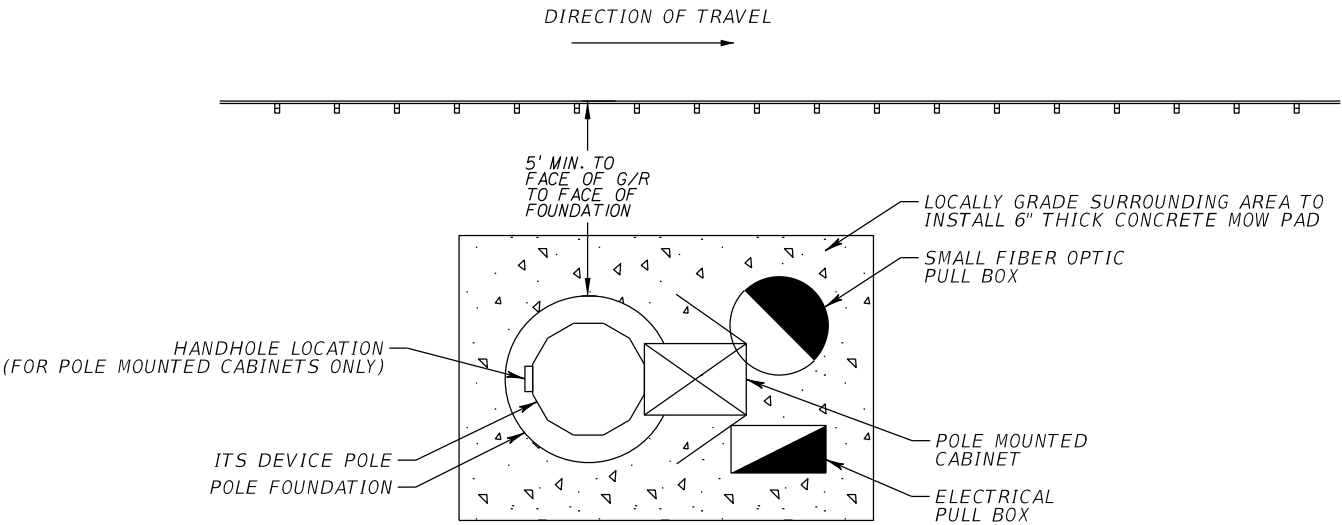 DIRECTION OF TRAVEL
5' MIN. TO
FACE OF G/R
TO FACE OF
FOUNDATION
LOCALLY GRADE SURROUNDING AREA TO
INSTALL 6" THICK CONCRETE MOW PAD
SMALL FIBER OPTIC
PULL BOX
HANDHOLE LOCATION
(FOR POLE MOUNTED CABINETS ONLY)
ITS DEVICE POLE
POLE FOUNDATION
POLE MOUNTED
CABINET
ELECTRICAL
PULL BOX